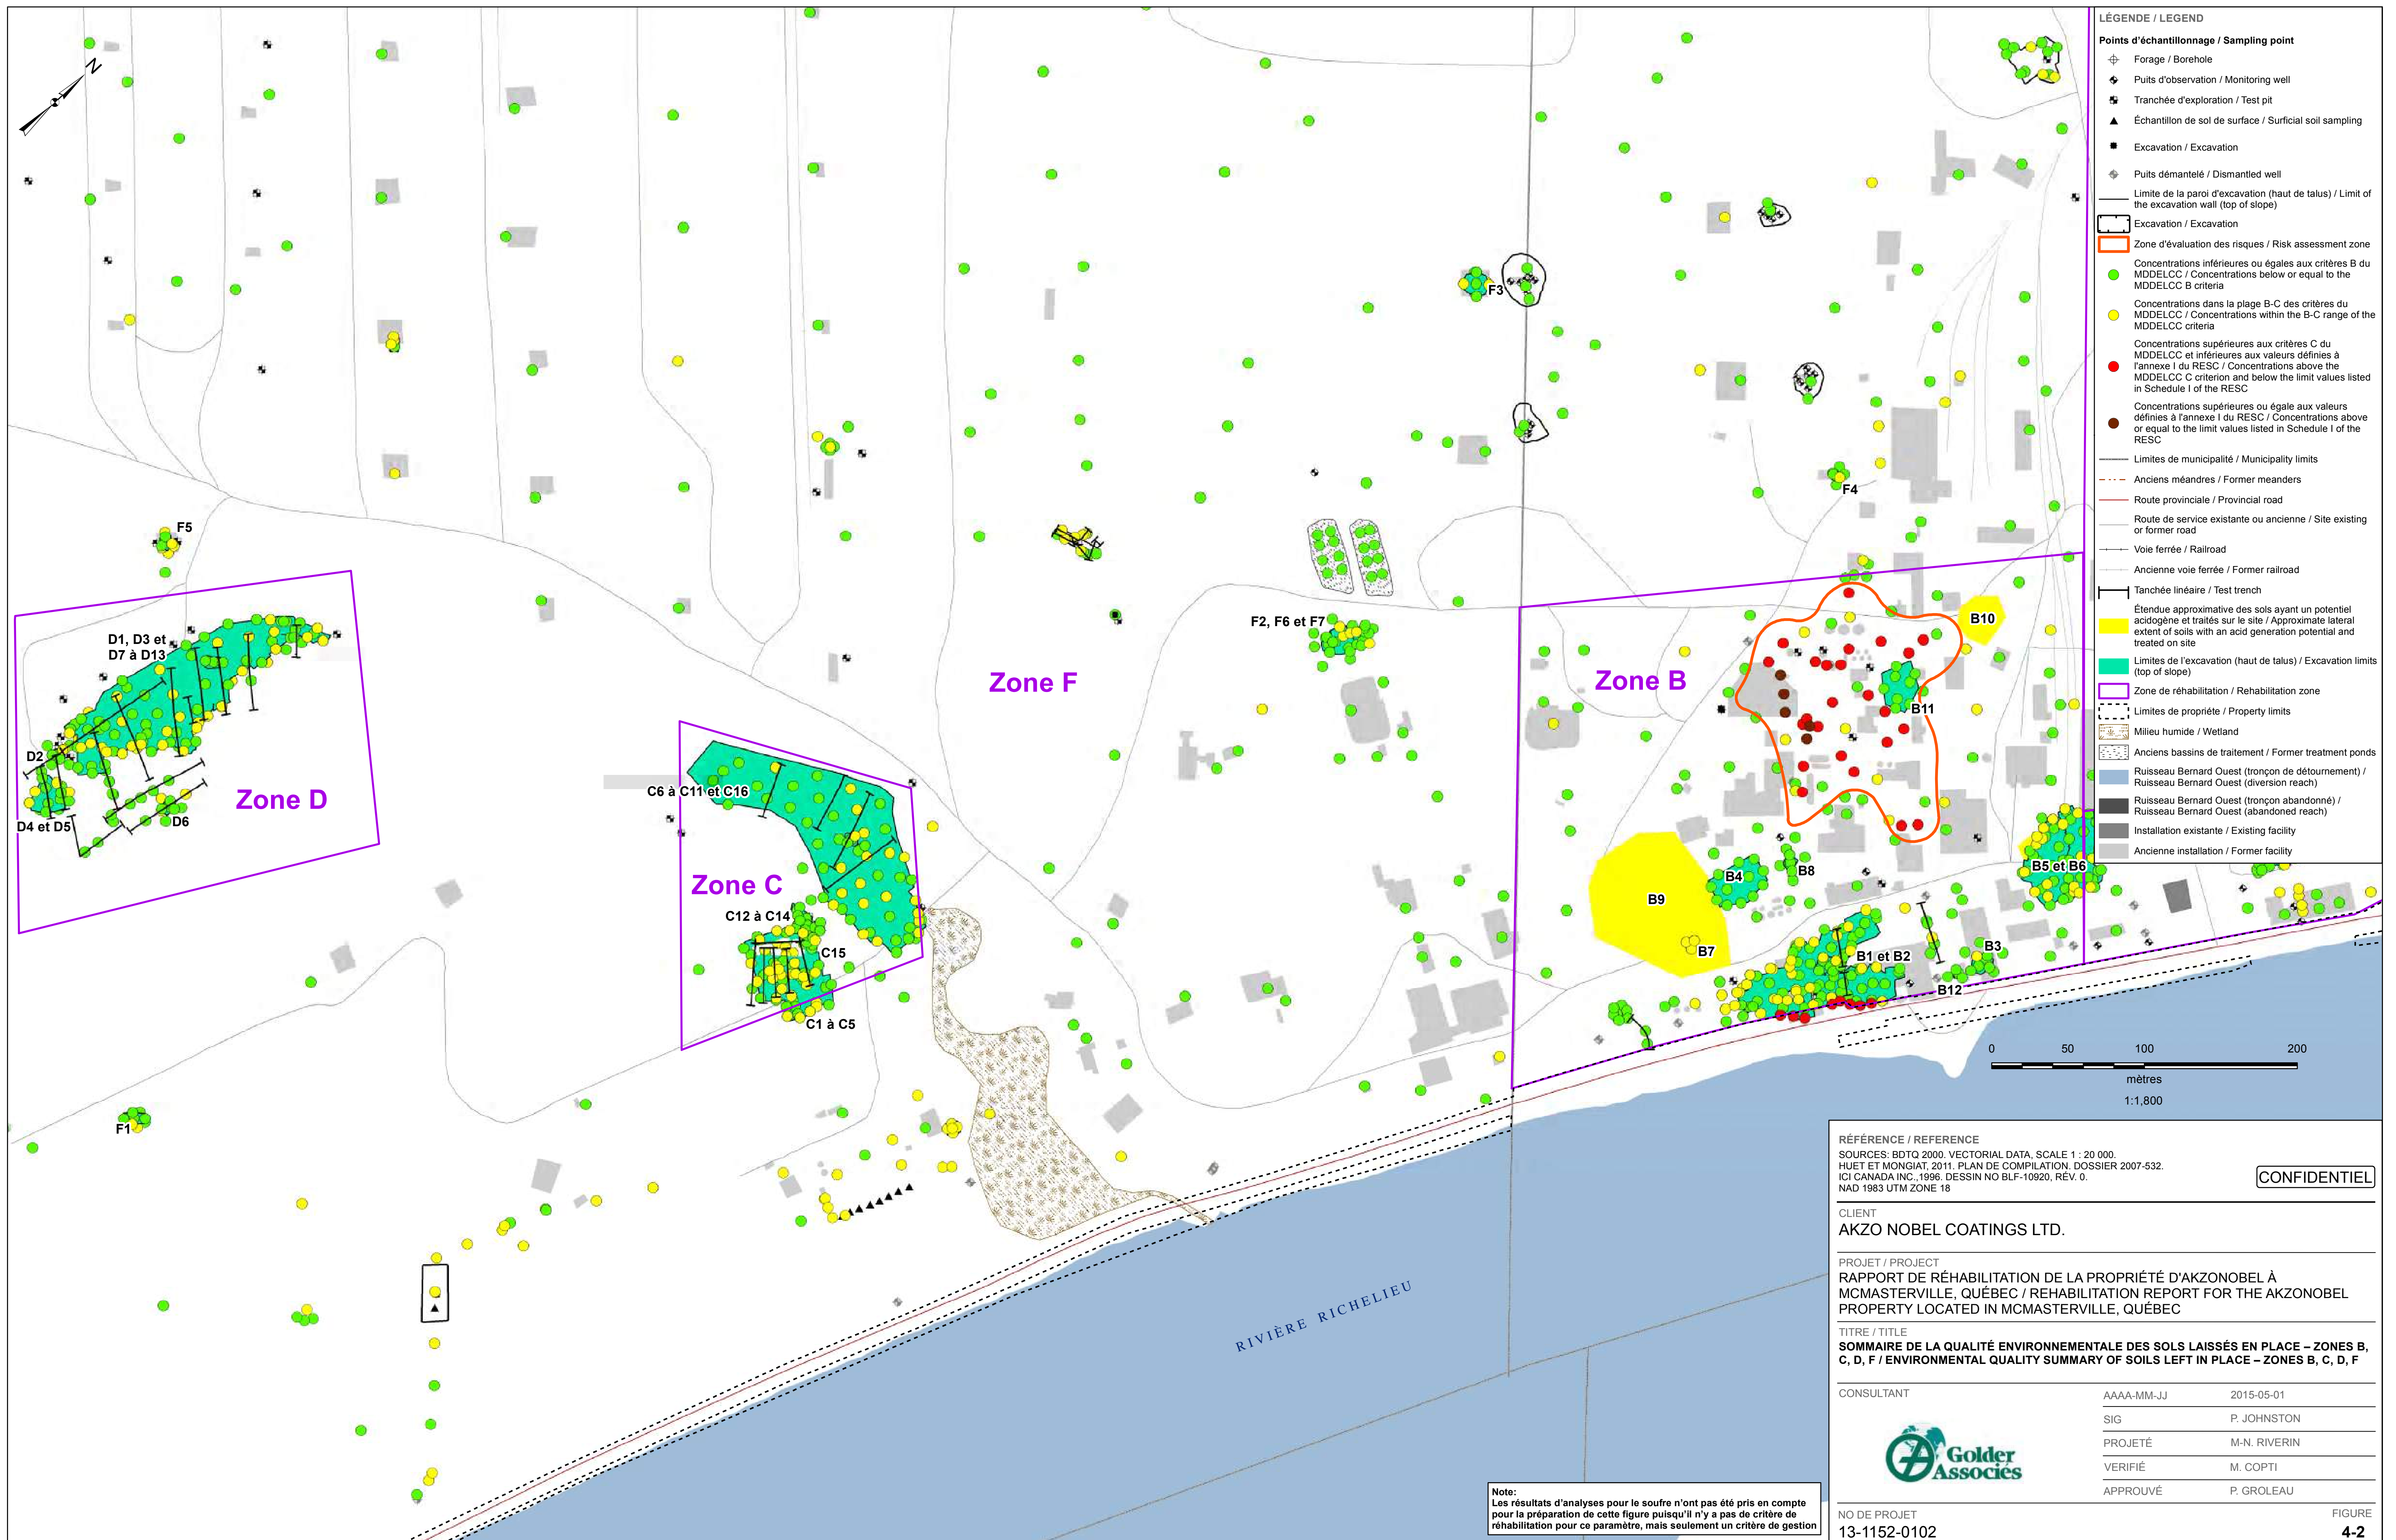 N
LÉGENDE / LEGEND
Points d'échantillonnage / Sampling point
Forage / Borehole
Puits d'observation / Monitoring well
Tranchée d'exploration / Test pit
Échantillon de sol de surface / Surficial soil sampling
Excavation / Excavation
Puits démantelé / Dismantled well
Limite de la paroi d'excavation (haut de talus) / Limit of
the excavation wall (top of slope)
Excavation / Excavation
Zone d'évaluation des risques / Risk assessment zone
Concentrations inférieures ou égales aux critères B du
MDDELCC / Concentrations below or equal to the
MDDELCC B criteria
Concentrations dans la plage B-C des critères du
MDDELCC / Concentrations within the B-C range of the
MDDELCC criteria
Concentrations supérieures aux critères C du
MDDELCC et inférieures aux valeurs définies à
l'annexe I du RESC / Concentrations above the
MDDELCC C criterion and below the limit values listed
in Schedule I of the RESC
Concentrations supérieures ou égale aux valeurs
définies à l'annexe I du RESC / Concentrations above
or equal to the limit values listed in Schedule I of the
RESC
Limites de municipalité / Municipality limits
Anciens méandres / Former meanders
Route provinciale / Provincial road
Route de service existante ou ancienne / Site existing
or former road
Voie ferrée / Railroad
Ancienne voie ferrée / Former railroad
Tanchée linéaire / Test trench
Étendue approximative des sols ayant un potentiel
acidogène et traités sur le site / Approximate lateral
extent of soils with an acid generation potential and
treated on site
Limites de l'excavation (haut de talus) / Excavation limits
(top of slope)
Zone de réhabilitation / Rehabilitation zone
Limites de propriéte / Property limits
Milieu humide / Wetland
Anciens bassins de traitement / Former treatment ponds
Ruisseau Bernard Ouest (tronçon de détournement) /
Ruisseau Bernard Ouest (diversion reach)
Ruisseau Bernard Ouest (tronçon abandonné) /
Ruisseau Bernard Ouest (abandoned reach)
Installation existante / Existing facility
Ancienne installation / Former facility
F3
F4
F5
F2, F6 et F7
D1, D3 et
D7 à D13
D2
D4 et D5
D6
Zone D
Zone F
Zone B
B10
B11
C6 à C11 et C16
Zone C
C12 à C14
C15
C1 à C5
B4
B8
B5 et B6
B9
B7
B1 et B2
B3
B12
F1
0 50 100 200
mètres
1:1,800
RIVIÈRE RICHELIEU
Note:
Les résultats d'analyses pour le soufre n'ont pas été pris en compte
pour la préparation de cette figure puisqu'il n'y a pas de critère de
réhabilitation pour ce paramètre, mais seulement un critère de gestion
RÉFÉRENCE / REFERENCE
SOURCES: BDTQ 2000. VECTORIAL DATA, SCALE 1 : 20 000.
HUET ET MONGIAT, 2011. PLAN DE COMPILATION. DOSSIER 2007-532.
ICI CANADA INC.,1996. DESSIN NO BLF-10920, RÉV. 0.
NAD 1983 UTM ZONE 18
CONFIDENTIEL
CLIENT
AKZO NOBEL COATINGS LTD.
PROJET / PROJECT
RAPPORT DE RÉHABILITATION DE LA PROPRIÉTÉ D'AKZONOBEL À
MCMASTERVILLE, QUÉBEC / REHABILITATION REPORT FOR THE AKZONOBEL
PROPERTY LOCATED IN MCMASTERVILLE, QUÉBEC
TITRE / TITLE
SOMMAIRE DE LA QUALITÉ ENVIRONNEMENTALE DES SOLS LAISSÉS EN PLACE – ZONES B,
C, D, F / ENVIRONMENTAL QUALITY SUMMARY OF SOILS LEFT IN PLACE – ZONES B, C, D, F
CONSULTANT
Golder
Associés
AAAA-MM-JJ 2015-05-01
SIG P. JOHNSTON
PROJETÉ M-N. RIVERIN
VERIFIÉ M. COPTI
APPROUVÉ P. GROLEAU
NO DE PROJET
13-1152-0102
FIGURE
4-2